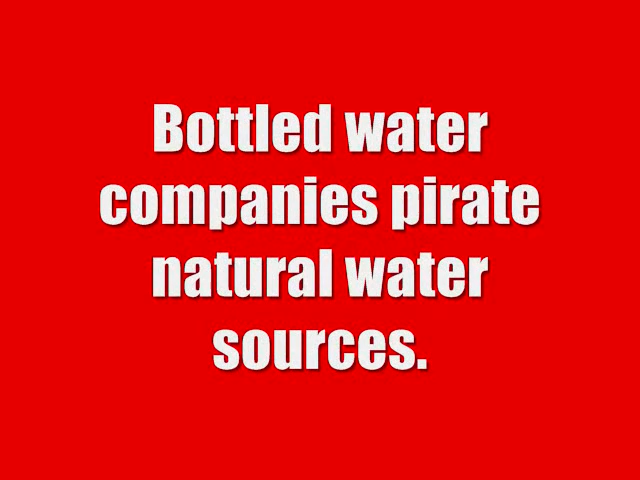 Bottled water
companies pirate
natural water
sources.